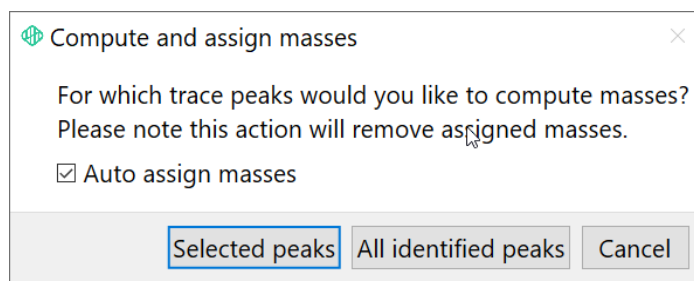 Compute and assign masses
For which trace peaks would you like to compute masses?
Please note this action will remove assigned masses.
Auto assign masses
Selected peaks All identified peaks Cancel